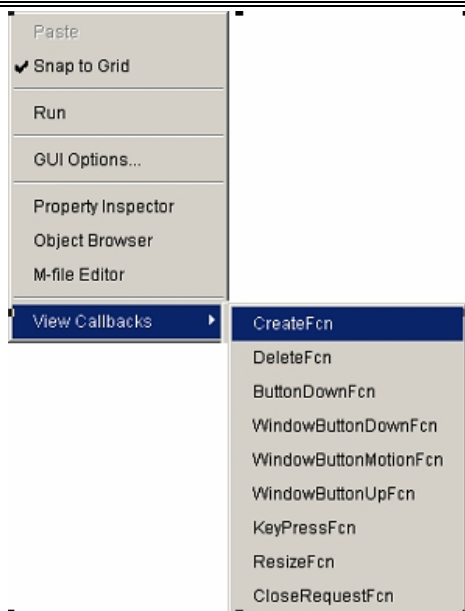 Paste
Snap to Grid
Run
GUI Options...
Property Inspector
Object Browser
M-file Editor
View Callbacks
CreateFcn
DeleteFcn
ButtonDownFcn
WindowButtonDownFcn
WindowButtonMotionFcn
WindowButtonUpFcn
KeyPressFcn
ResizeFcn
CloseRequestFcn